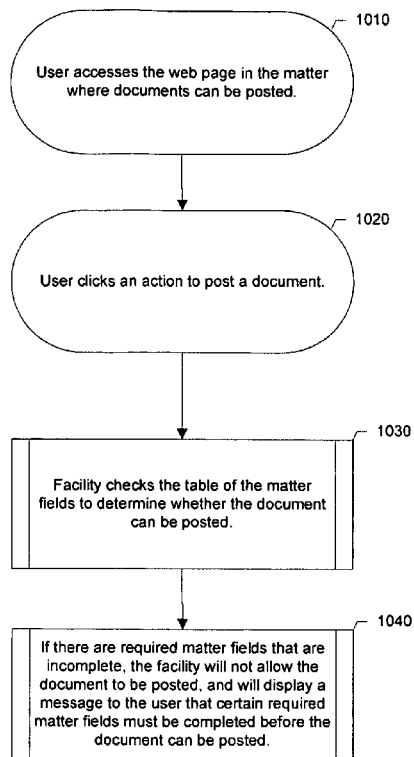 1010
User accesses the web page in the matter
where documents can be posted.
1020
User clicks an action to post a document.
1030
Facility checks the table of the matter
fields to determine whether the document
can be posted.
1040
If there are required matter fields that are
incomplete, the facility will not allow the
document to be posted, and will display a
message to the user that certain required
matter fields must be completed before the
document can be posted.